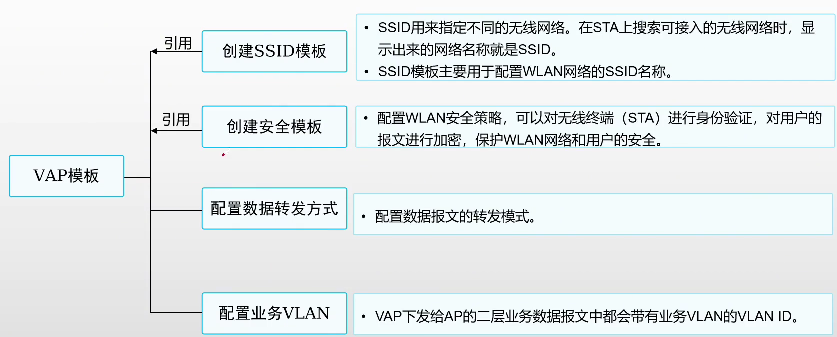 VAP模板
引用
创建SSID模板
• SSID用来指定不同的无线网络。在STA上搜索可接入的无线网络时，显
示出来的网络名称就是SSID。
• SSID模板主要用于配置WLAN网络的SSID名称。
引用
创建安全模板
• 配置WLAN安全策略，可以对无线终端（STA）进行身份验证，对用户的
报文进行加密，保护WLAN网络和用户的安全。
配置数据转发方式
• 配置数据报文的转发模式。
配置业务VLAN
• VAP下发给AP的二层业务数据报文中都会带有业务VLAN的VLAN ID。